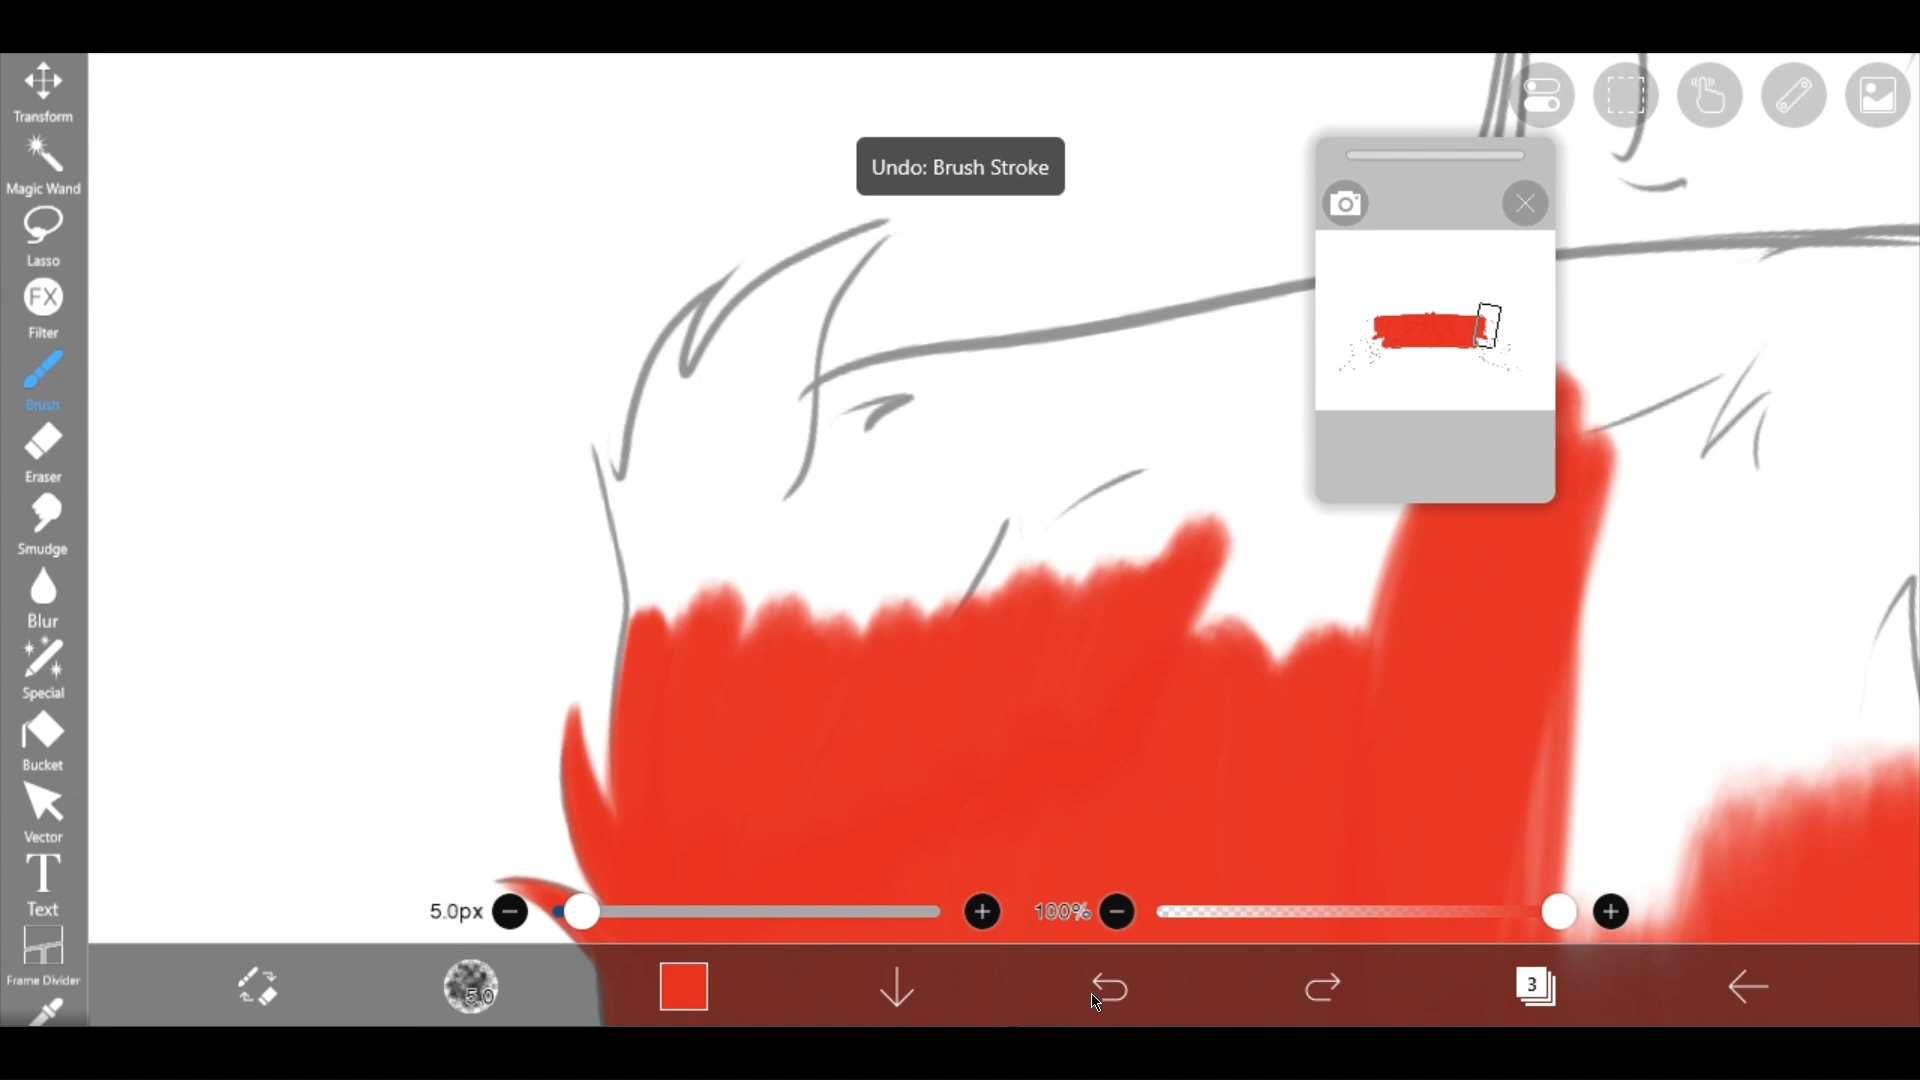 Transform
Magic Wand
Lasso
FX
Filter
Brush
Eraser
Smudge
Blur
Special
Bucket
Vector
T
Text
Frame Divider
Undo: Brush Stroke
5.0px
100%
5.0
3